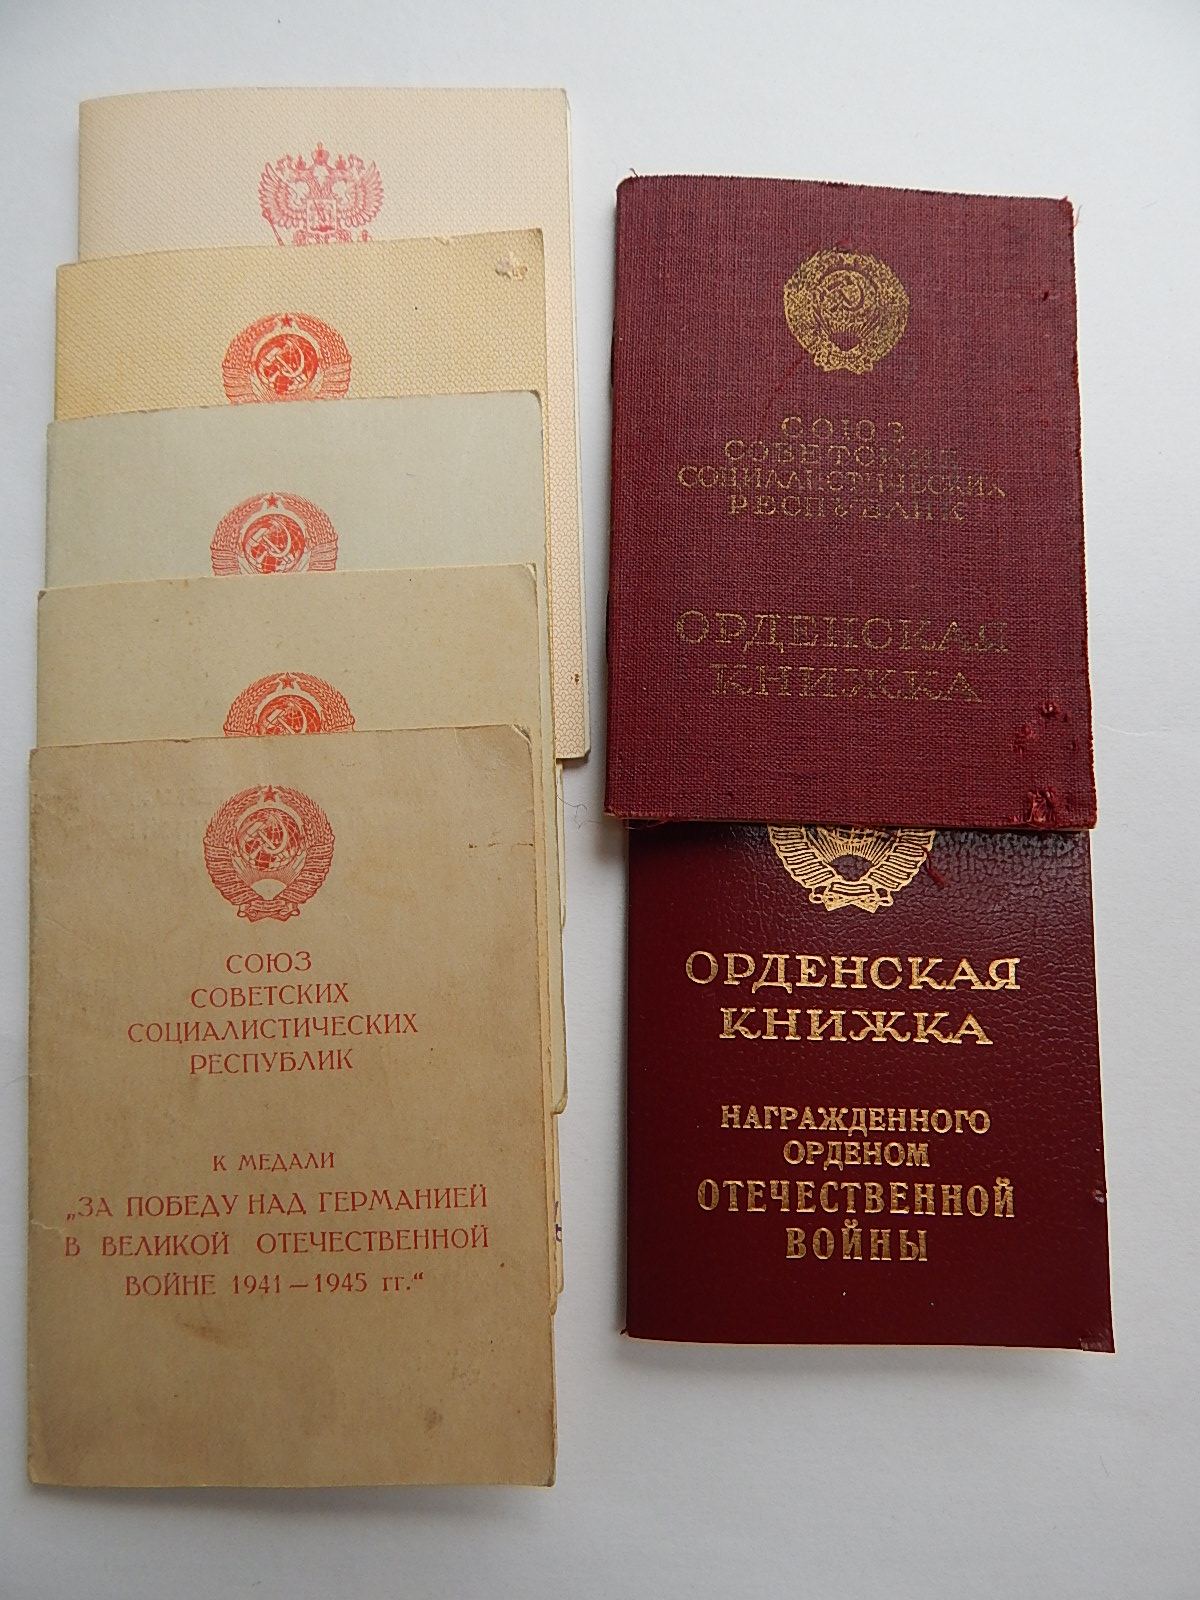 СОЮЗ
СОВЕТСКИХ
СОЦИАЛИСТИЧЕСКИХ
РЕСПУБЛИК
К МЕДАЛИ
„ЗА ПОБЕДУ НАД ГЕРМАНИЕЙ
В ВЕЛИКОЙ ОТЕЧЕСТВЕННОЙ
ВОЙНЕ 1941—1945 гг.“
СОЮЗ
СОВЕТСКИХ
СОЦИАЛИСТИЧЕСКИХ
РЕСПУБЛИК
ОРДЕНСКАЯ
КНИЖКА
ОРДЕНСКАЯ
КНИЖКА
НАГРАЖДЕННОГО
ОРДЕНОМ
ОТЕЧЕСТВЕННОЙ
ВОЙНЫ